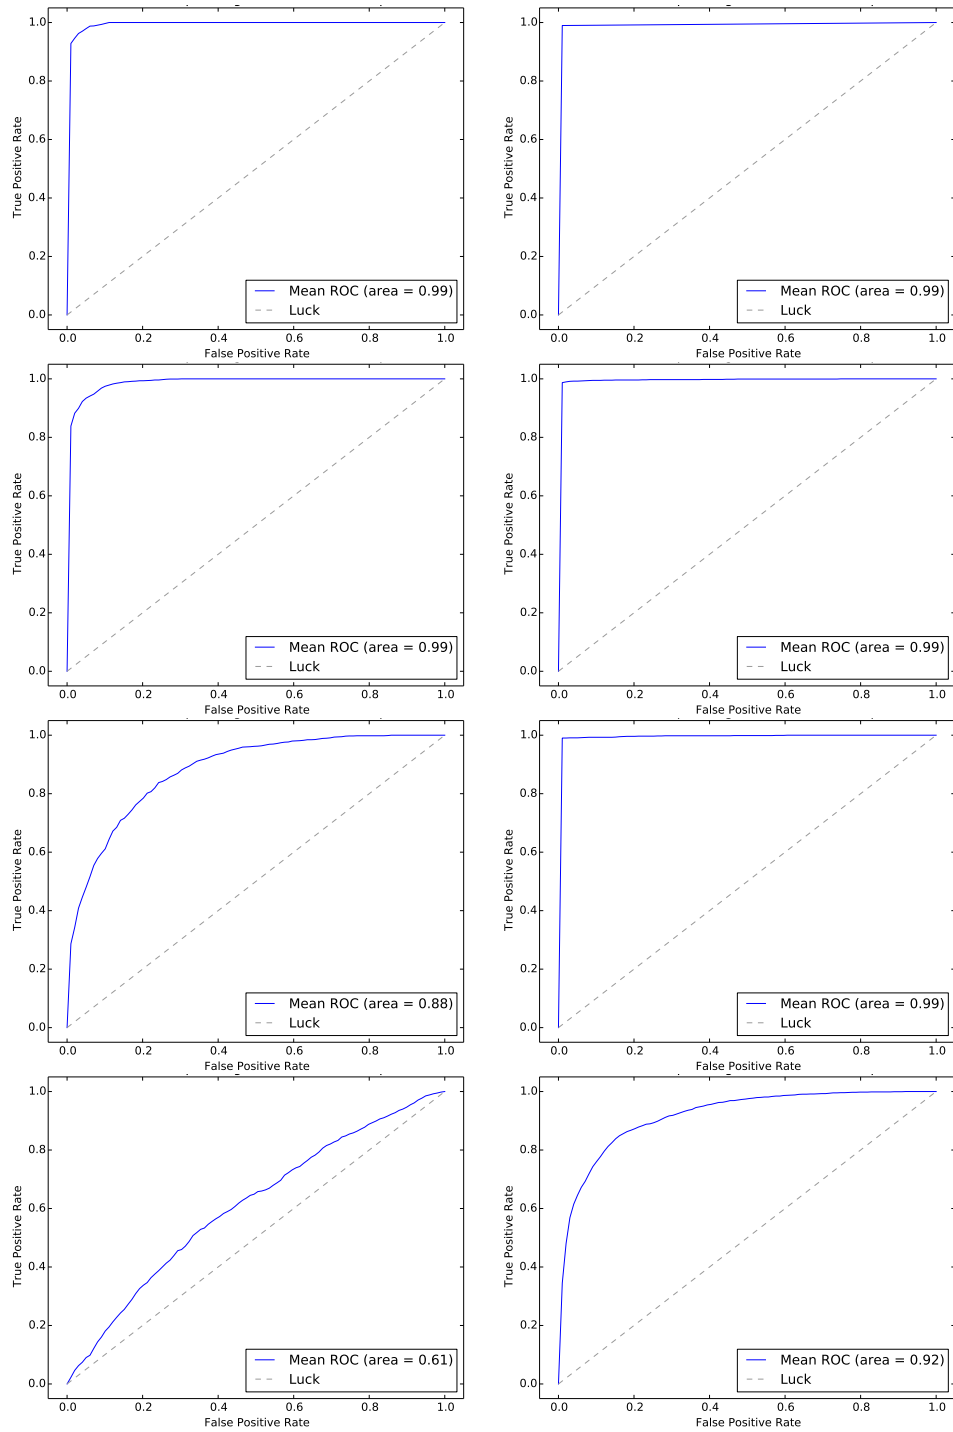 1.0
0.8
0.6
0.4
0.2
0.0
True Positive Rate
0.0 0.2 0.4 0.6 0.8 1.0
False Positive Rate
Mean ROC (area = 0.99)
Luck
1.0
0.8
0.6
0.4
0.2
0.0
True Positive Rate
0.0 0.2 0.4 0.6 0.8 1.0
False Positive Rate
Mean ROC (area = 0.99)
Luck
1.0
0.8
0.6
0.4
0.2
0.0
True Positive Rate
0.0 0.2 0.4 0.6 0.8 1.0
False Positive Rate
Mean ROC (area = 0.99)
Luck
1.0
0.8
0.6
0.4
0.2
0.0
True Positive Rate
0.0 0.2 0.4 0.6 0.8 1.0
False Positive Rate
Mean ROC (area = 0.99)
Luck
1.0
0.8
0.6
0.4
0.2
0.0
True Positive Rate
0.0 0.2 0.4 0.6 0.8 1.0
False Positive Rate
Mean ROC (area = 0.88)
Luck
1.0
0.8
0.6
0.4
0.2
0.0
True Positive Rate
0.0 0.2 0.4 0.6 0.8 1.0
False Positive Rate
Mean ROC (area = 0.99)
Luck
1.0
0.8
0.6
0.4
0.2
0.0
True Positive Rate
0.0 0.2 0.4 0.6 0.8 1.0
False Positive Rate
Mean ROC (area = 0.61)
Luck
1.0
0.8
0.6
0.4
0.2
0.0
True Positive Rate
0.0 0.2 0.4 0.6 0.8 1.0
False Positive Rate
Mean ROC (area = 0.92)
Luck